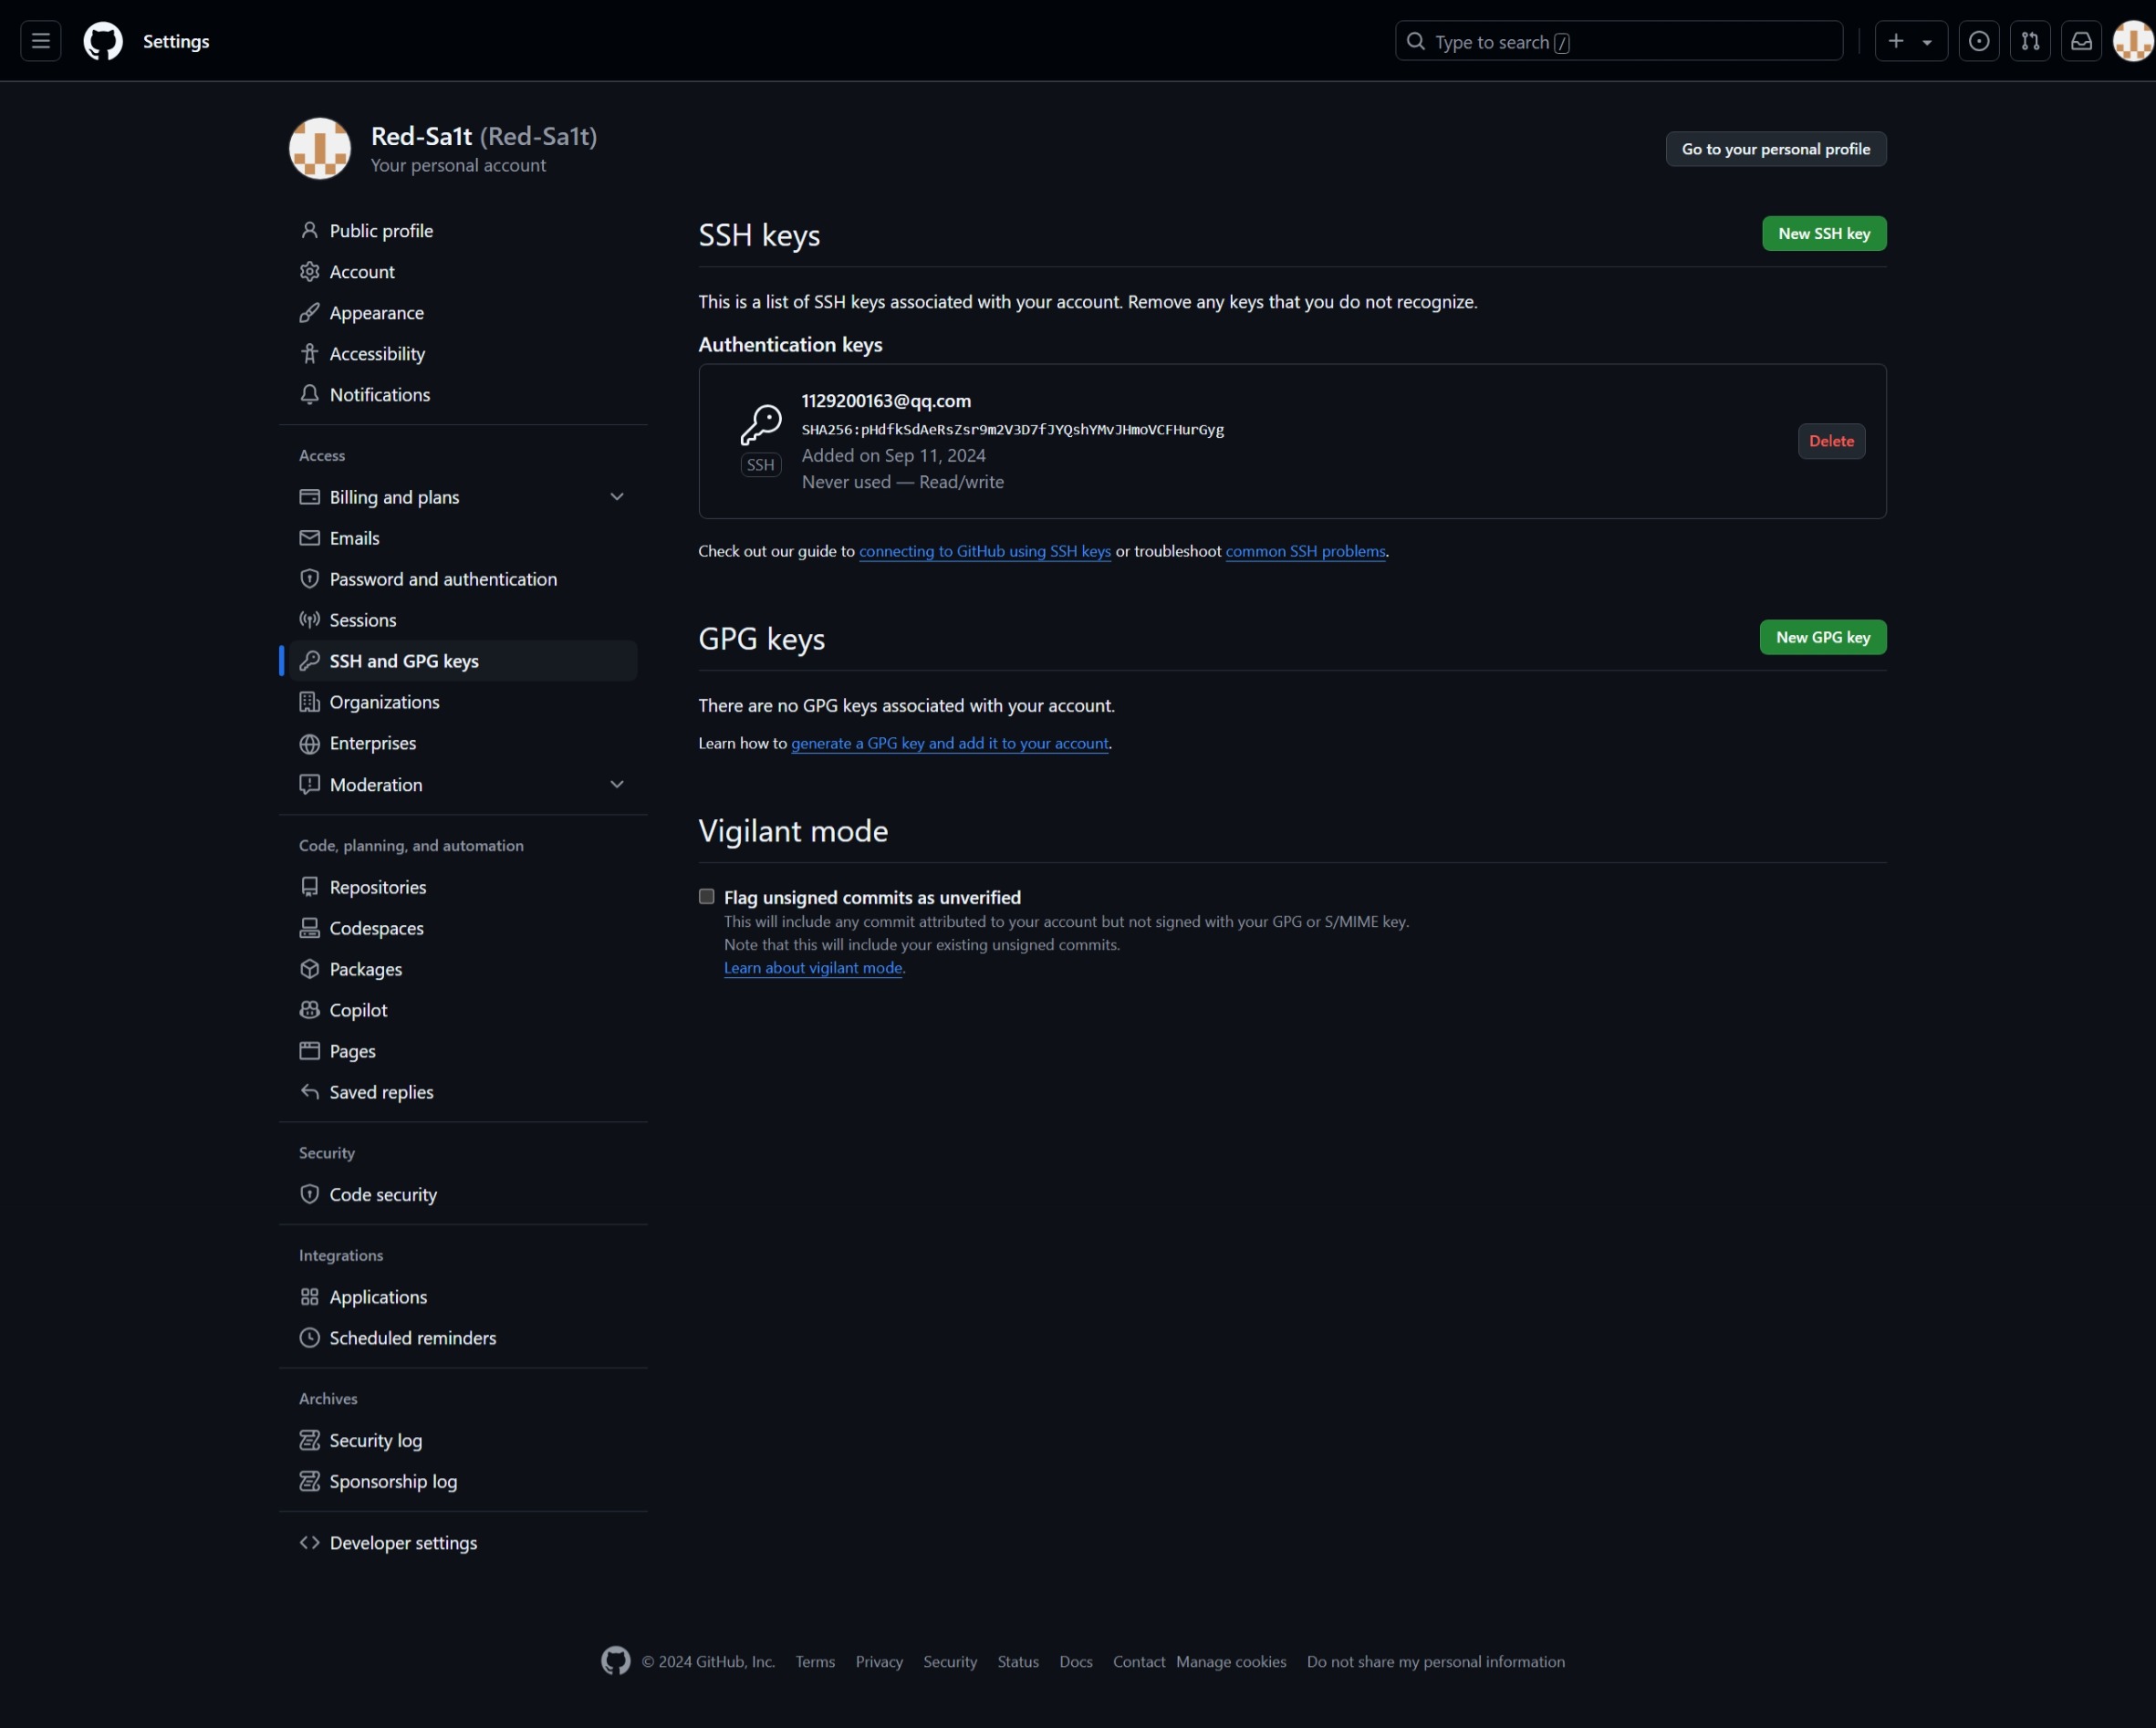 Settings
Type to search /
Red-Sa1t (Red-Sa1t)
Your personal account
Go to your personal profile
Public profile
Account
Appearance
Accessibility
Notifications
Access
Billing and plans
Emails
Password and authentication
Sessions
SSH and GPG keys
Organizations
Enterprises
Moderation
Code, planning, and automation
Repositories
Codespaces
Packages
Copilot
Pages
Saved replies
Security
Code security
Integrations
Applications
Scheduled reminders
Archives
Security log
Sponsorship log
Developer settings
SSH keys
New SSH key
This is a list of SSH keys associated with your account. Remove any keys that you do not recognize.
Authentication keys
1129200163@qq.com
SHA256:pHdfkSdAeRsZsr9m2V3D7fJYQshYMvJHmoVCFHurGyg
SSH
Added on Sep 11, 2024
Never used — Read/write
Delete
Check out our guide to connecting to GitHub using SSH keys or troubleshoot common SSH problems.
GPG keys
New GPG key
There are no GPG keys associated with your account.
Learn how to generate a GPG key and add it to your account.
Vigilant mode
Flag unsigned commits as unverified
This will include any commit attributed to your account but not signed with your GPG or S/MIME key.
Note that this will include your existing unsigned commits.
Learn about vigilant mode.
© 2024 GitHub, Inc. Terms Privacy Security Status Docs Contact Manage cookies Do not share my personal information